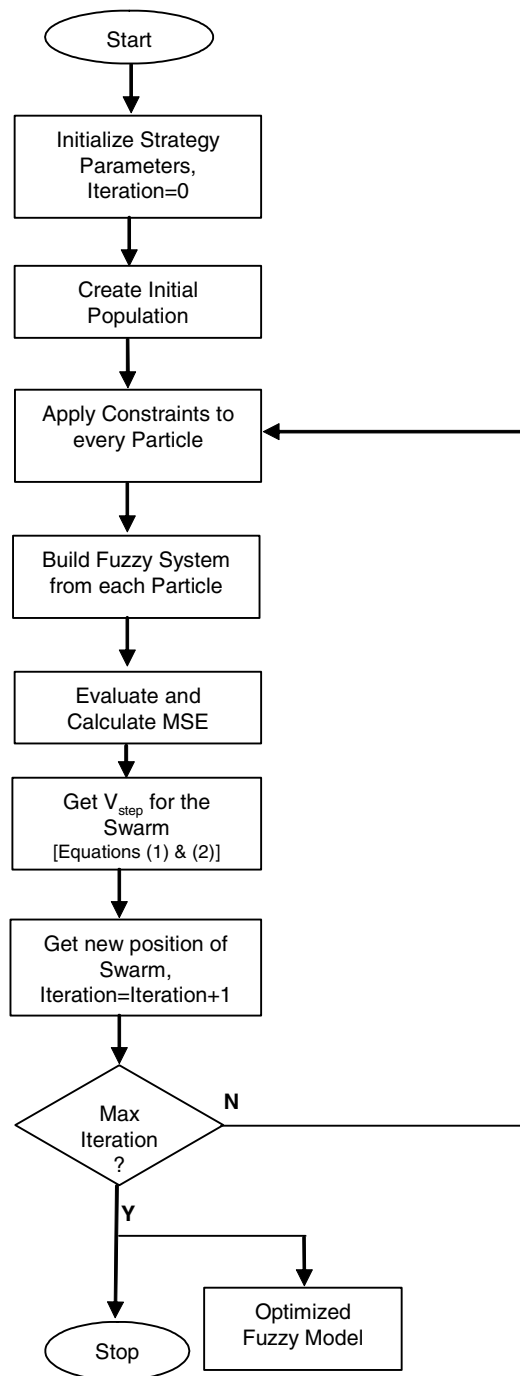 Start
Initialize Strategy
Parameters,
Iteration=0
Create Initial
Population
Apply Constraints to
every Particle
Build Fuzzy System
from each Particle
Evaluate and
Calculate MSE
Get Vstep for the
Swarm
[Equations (1) & (2)]
Get new position of
Swarm,
Iteration=Iteration+1
N
Max
Iteration
?
Y
Optimized
Fuzzy Model
Stop